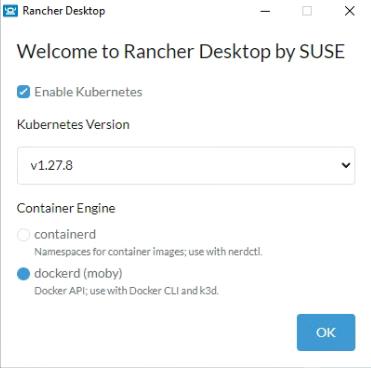 Rancher Desktop
Welcome to Rancher Desktop by SUSE
Enable Kubernetes
Kubernetes Version
v1.27.8
Container Engine
containerd
Namespaces for container images; use with nerdctl.
dockerd (moby)
Docker API; use with Docker CLI and k3d.
OK